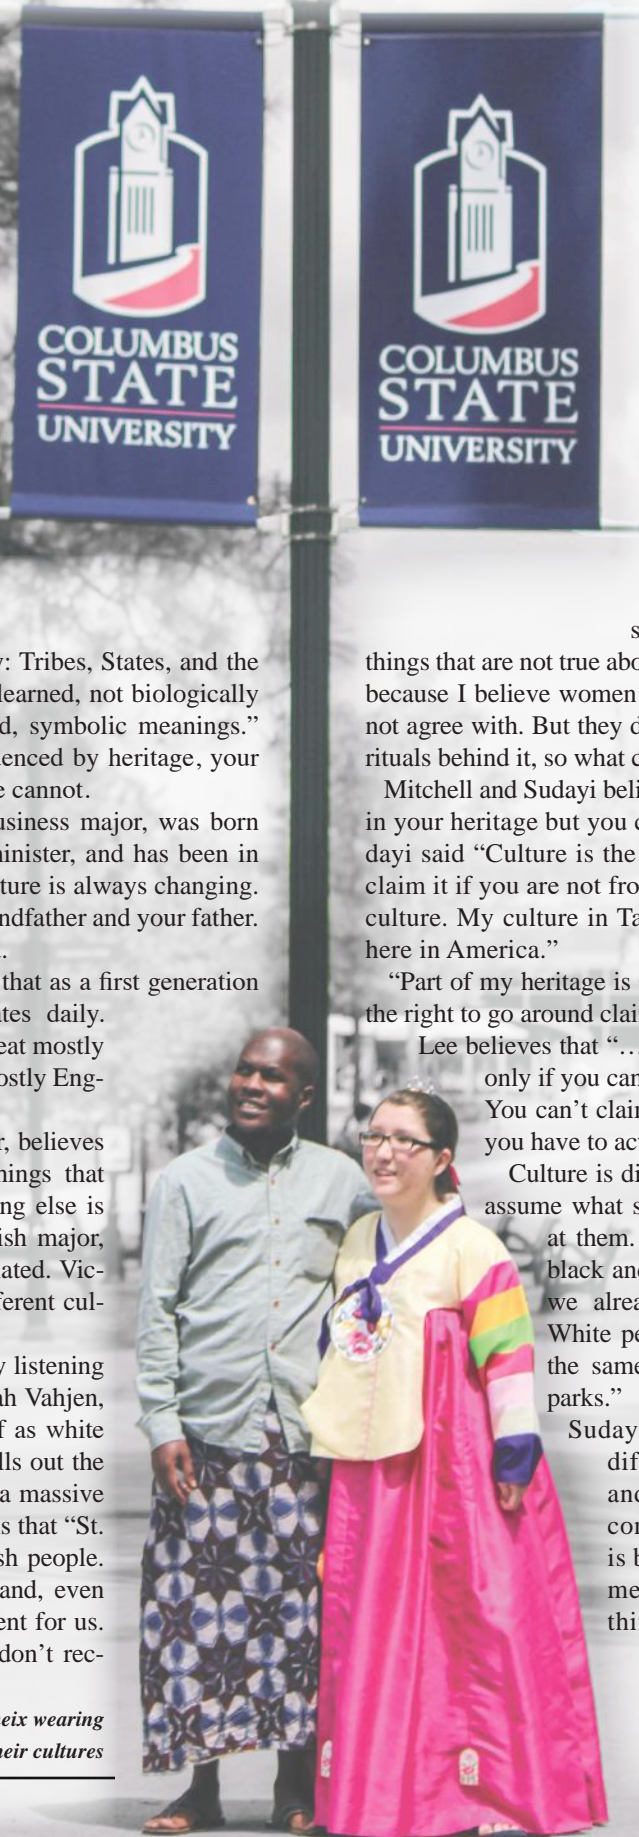 COLUMBUS
STATE
UNIVERSITY
COLUMBUS
STATE
UNIVERSITY
: Tribes, States, and the
learned, not biologically
d, symbolic meanings.”
enced by heritage, your
e cannot.
usiness major, was born
inister, and has been in
ture is always changing.
ndfather and your father.
that as a first generation
tes daily.
eat mostly
ostly Eng-
r, believes
hings that
ng else is
ish major,
ated. Vic-
ferent cul-
y listening
ah Vahjen,
f as white
lls out the
a massive
s that “St.
sh people.
and, even
ent for us.
don’t rec-
eix wearing
heir cultures
s
things that are not true abo
because I believe women
not agree with. But they d
rituals behind it, so what c
Mitchell and Sudayi beli
in your heritage but you c
dayi said “Culture is the
claim it if you are not fro
culture. My culture in Ta
here in America.”
“Part of my heritage is
the right to go around clai
Lee believes that “…
only if you can
You can’t clai
you have to ac
Culture is di
assume what s
at them.
black and
we alrea
White pe
the same
parks.”
Suday
dif
and
con
is b
me
thi